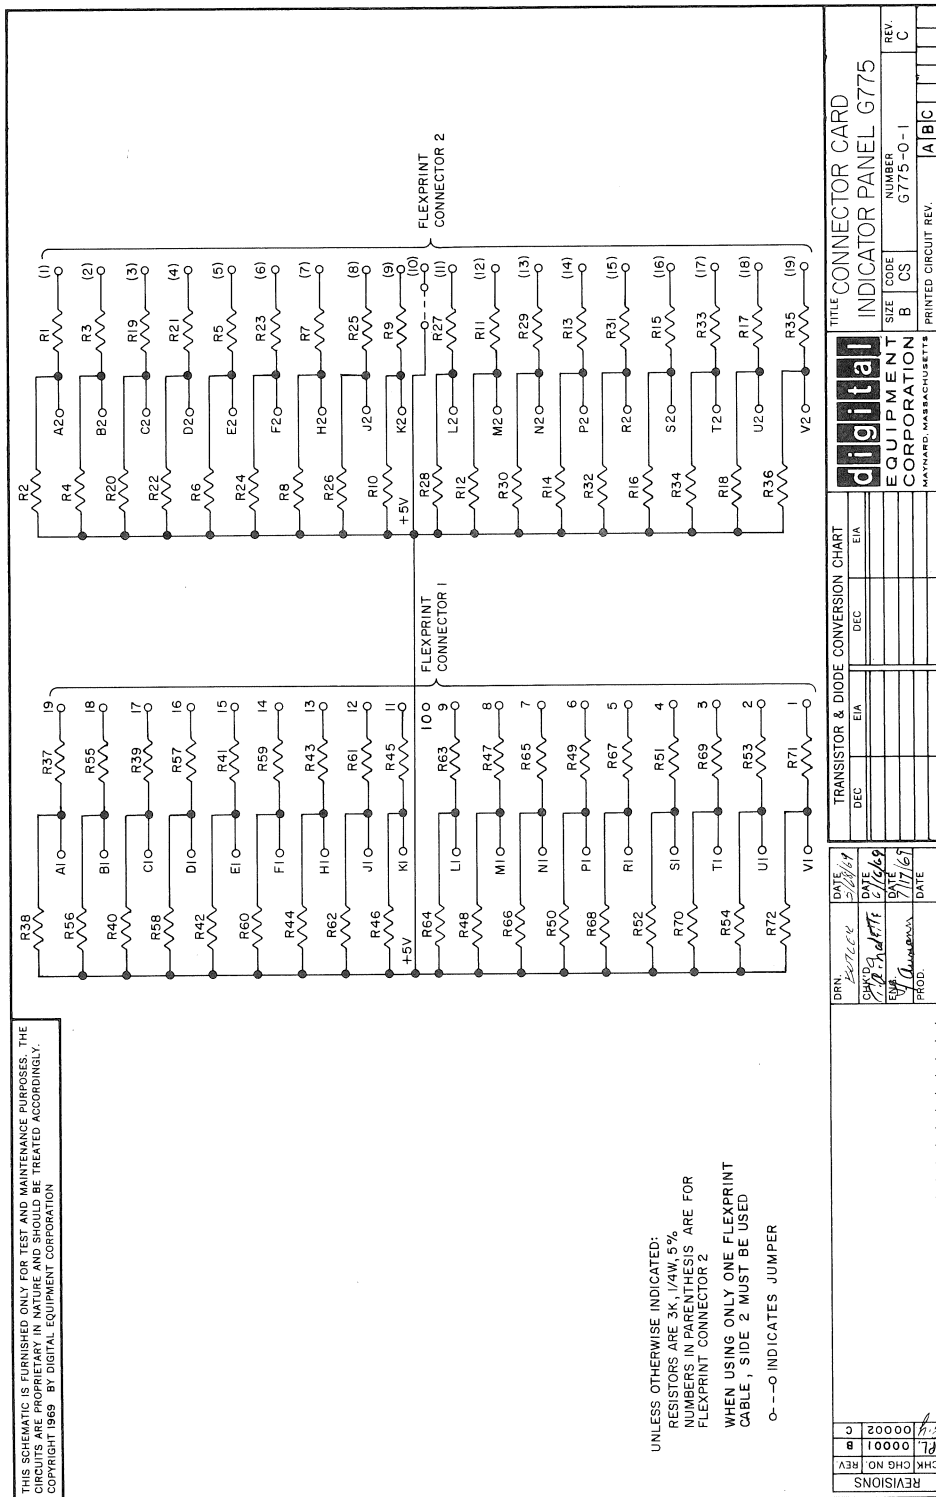 THIS SCHEMATIC IS FURNISHED ONLY FOR TEST AND MAINTENANCE PURPOSES. THE
CIRCUITS ARE PROPRIETARY IN NATURE AND SHOULD BE TREATED ACCORDINGLY.
COPYRIGHT 1969 BY DIGITAL EQUIPMENT CORPORATION
R38 A1 R37 19
R56 B1 R55 18
R40 C1 R39 17
R58 D1 R57 16
R42 E1 R41 15
R60 F1 R59 14
R44 H1 R43 13
R62 J1 R61 12
R46 K1 R45 11
+5V
10
FLEXPRINT
CONNECTOR 1
R64 L1 R63 9
R48 M1 R47 8
R66 N1 R65 7
R50 P1 R49 6
R68 R1 R67 5
R52 S1 R51 4
R70 T1 R69 3
R54 U1 R53 2
R72 V1 R71 1
R2 A2 R1 (1)
R4 B2 R3 (2)
R20 C2 R19 (3)
R22 D2 R21 (4)
R6 E2 R5 (5)
R24 F2 R23 (6)
R8 H2 R7 (7)
R26 J2 R25 (8)
R10 K2 R9 (9)
+5V
(10)
FLEXPRINT
CONNECTOR 2
R28 L2 R27 (11)
R12 M2 R11 (12)
R30 N2 R29 (13)
R14 P2 R13 (14)
R32 R2 R31 (15)
R16 S2 R15 (16)
R34 T2 R33 (17)
R18 U2 R17 (18)
R36 V2 R35 (19)
UNLESS OTHERWISE INDICATED:
RESISTORS ARE 3K, 1/4W, 5%
NUMBERS IN PARENTHESIS ARE FOR
FLEXPRINT CONNECTOR 2
WHEN USING ONLY ONE FLEXPRINT
CABLE, SIDE 2 MUST BE USED
INDICATES JUMPER
REVISIONS
CHK CHG NO. REV
00001 B
00002 C
DRN. DATE
CHK'D DATE 6/6/69
ENG. DATE 7/17/69
PROD. DATE
TRANSISTOR & DIODE CONVERSION CHART
DEC EIA DEC EIA
digital
EQUIPMENT
CORPORATION
MAYNARD, MASSACHUSETTS
TITLE CONNECTOR CARD
INDICATOR PANEL G775
SIZE CODE NUMBER REV.
B CS G775-0-1 C
PRINTED CIRCUIT REV. A B C